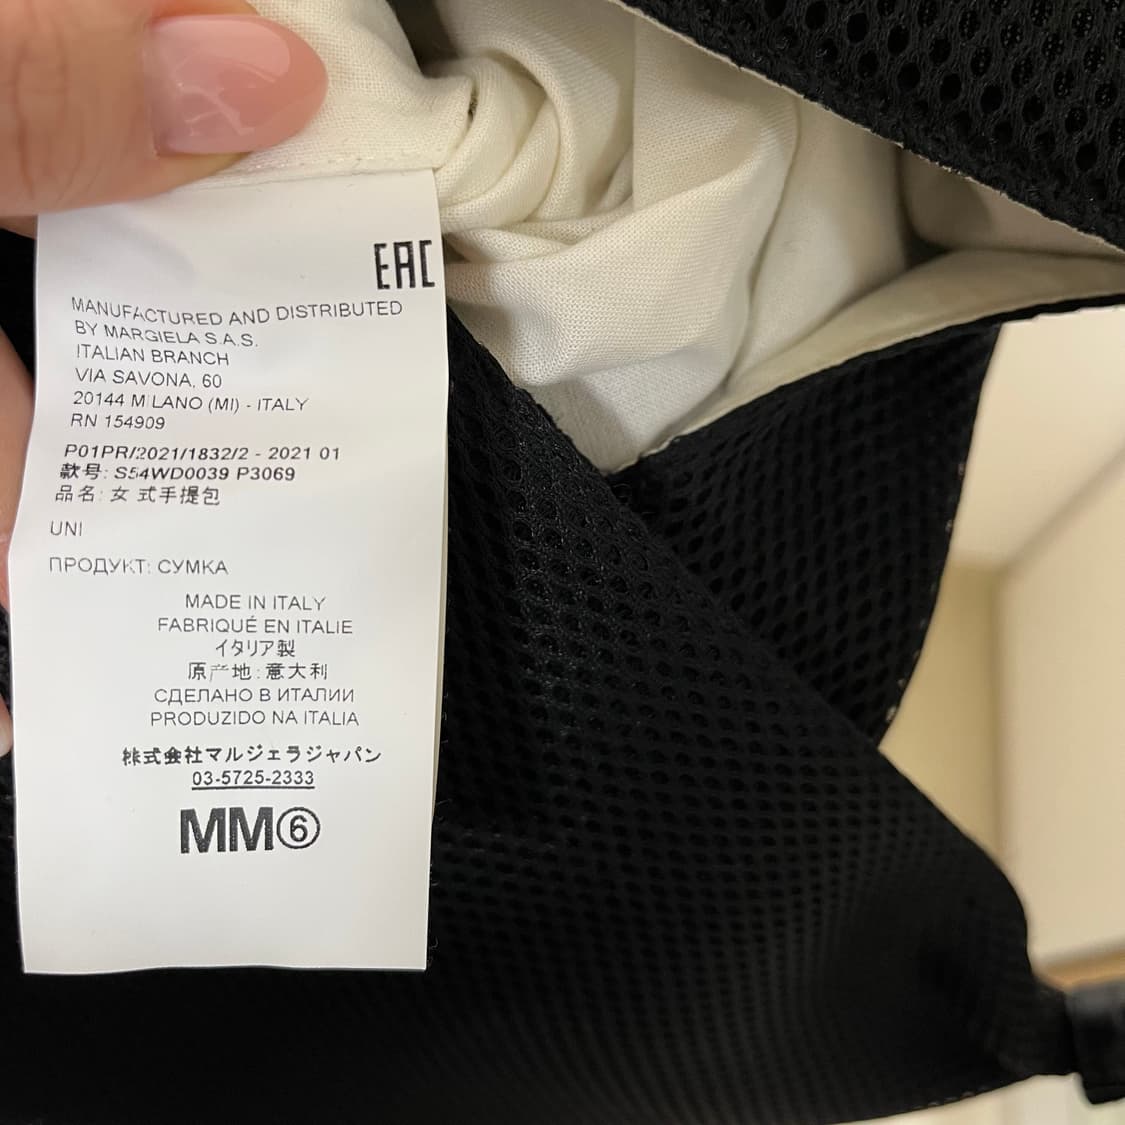 EAC
MANUFACTURED AND DISTRIBUTED
BY MARGIELA S.A.S.
ITALIAN BRANCH
VIA SAVONA, 60
20144 MILANO (MI) - ITALY
RN 154909
P01PR/2021/1832/2 - 2021 01
款号: S54WD0039 P3069
品名: 女 式手提包
UNI
ПРОДУКТ: СУМКА
MADE IN ITALY
FABRIQUÉ EN ITALIE
イタリア製
原产地: 意大利
СДЕЛАНО В ИТАЛИИ
PRODUZIDO NA ITALIA
株式会社マルジェラジャパン
03-5725-2333
MM⑥